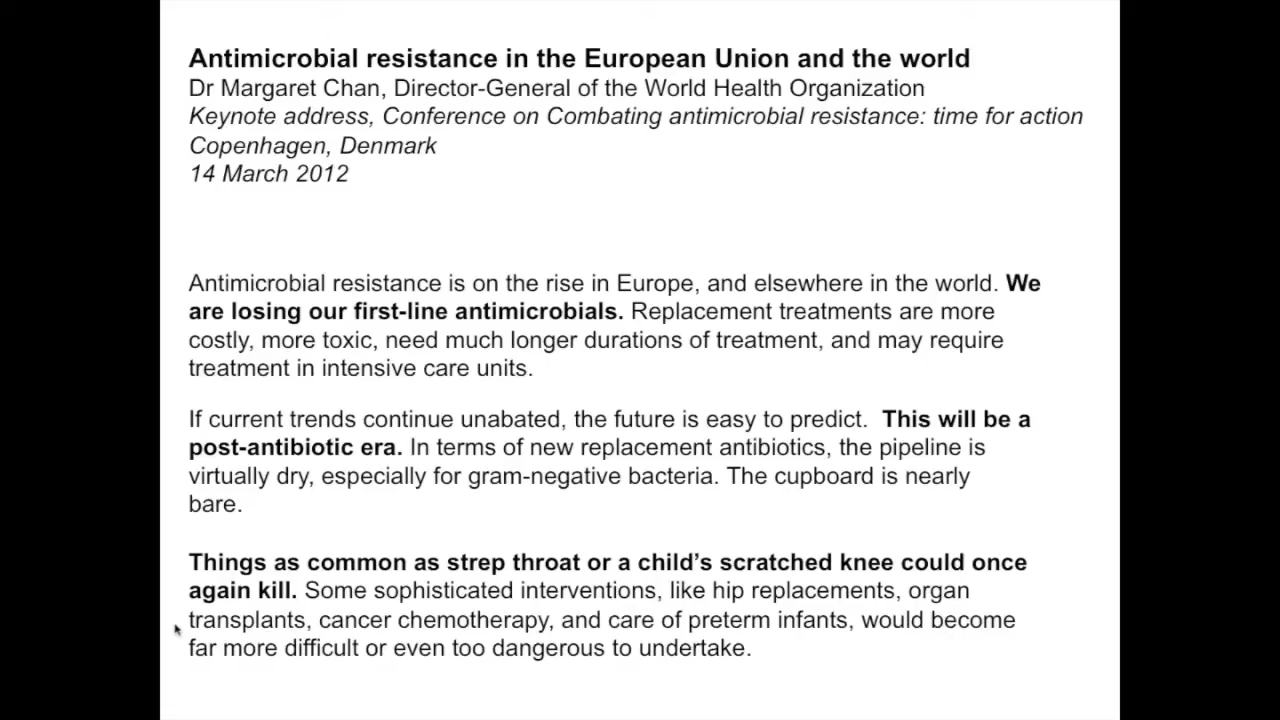 Antimicrobial resistance in the European Union and the world
Dr Margaret Chan, Director-General of the World Health Organization
Keynote address, Conference on Combating antimicrobial resistance: time for action
Copenhagen, Denmark
14 March 2012
Antimicrobial resistance is on the rise in Europe, and elsewhere in the world. We
are losing our first-line antimicrobials. Replacement treatments are more
costly, more toxic, need much longer durations of treatment, and may require
treatment in intensive care units.
If current trends continue unabated, the future is easy to predict. This will be a
post-antibiotic era. In terms of new replacement antibiotics, the pipeline is
virtually dry, especially for gram-negative bacteria. The cupboard is nearly
bare.
Things as common as strep throat or a child's scratched knee could once
again kill. Some sophisticated interventions, like hip replacements, organ
transplants, cancer chemotherapy, and care of preterm infants, would become
far more difficult or even too dangerous to undertake.